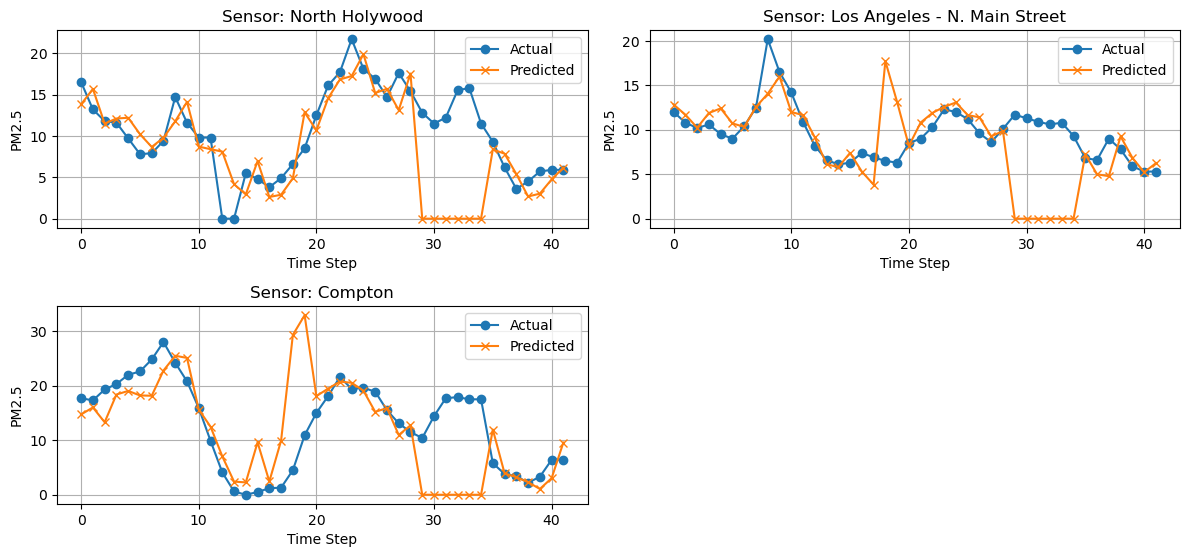 Sensor: North Holywood
PM2.5
20
15
10
5
0
Actual
Predicted
0 10 20 30 40
Time Step
Sensor: Los Angeles - N. Main Street
PM2.5
20
15
10
5
0
Actual
Predicted
0 10 20 30 40
Time Step
Sensor: Compton
PM2.5
30
20
10
0
Actual
Predicted
0 10 20 30 40
Time Step